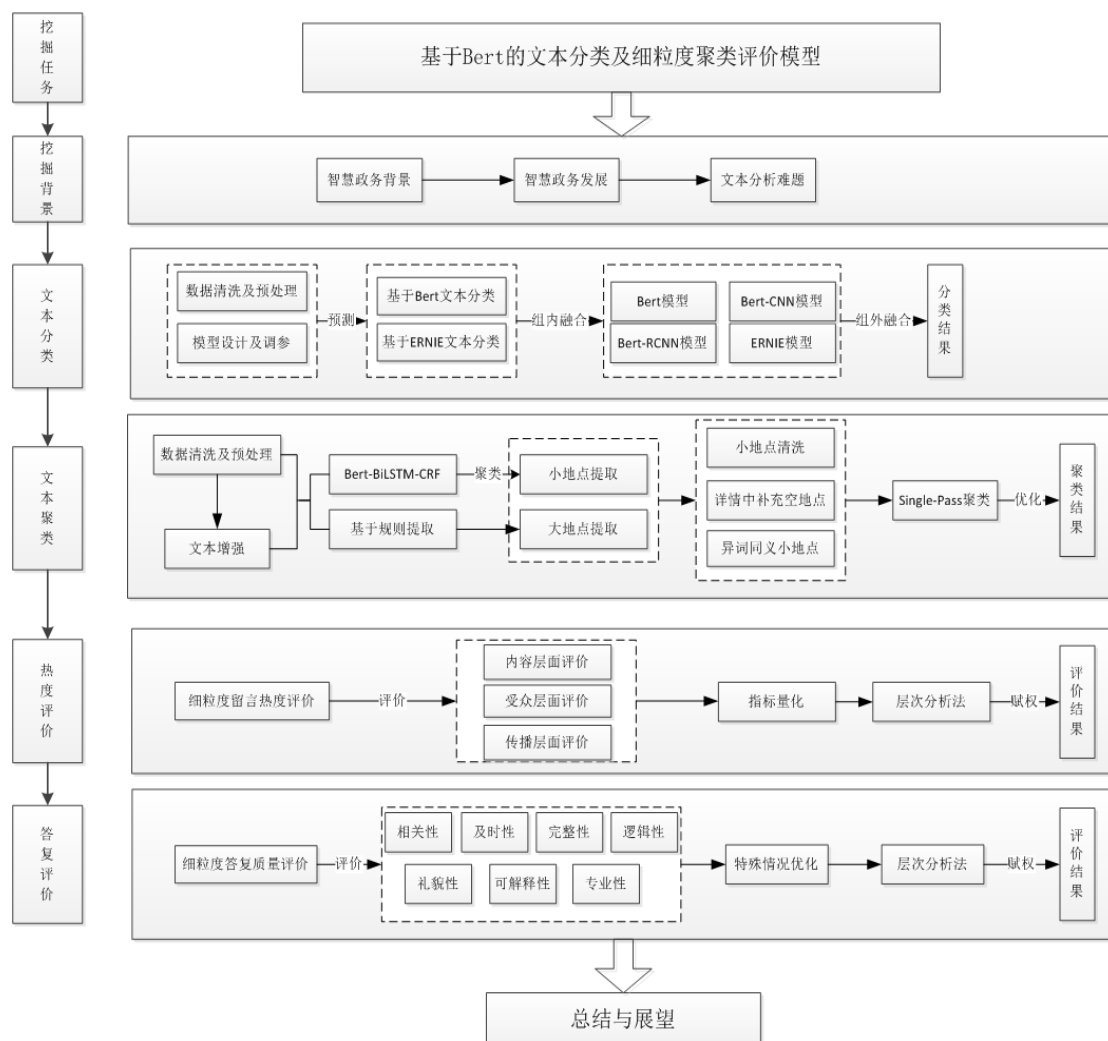 挖掘任务
基于Bert的文本分类及细粒度聚类评价模型
挖掘背景
智慧政务背景
智慧政务发展
文本分析难题
文本分类
数据清洗及预处理
模型设计及调参
预测
基于Bert文本分类
基于ERNIE文本分类
组内融合
Bert模型
Bert-CNN模型
Bert-RCNN模型
ERNIE模型
组外融合
分类结果
文本聚类
数据清洗及预处理
文本增强
Bert-BiLSTM-CRF
基于规则提取
聚类
小地点提取
大地点提取
小地点清洗
详情中补充空地点
异词同义小地点
Single-Pass聚类
优化
聚类结果
热度评价
细粒度留言热度评价
评价
内容层面评价
受众层面评价
传播层面评价
指标量化
层次分析法
赋权
评价结果
答复评价
细粒度答复质量评价
评价
相关性
及时性
完整性
逻辑性
礼貌性
可解释性
专业性
特殊情况优化
层次分析法
赋权
评价结果
总结与展望